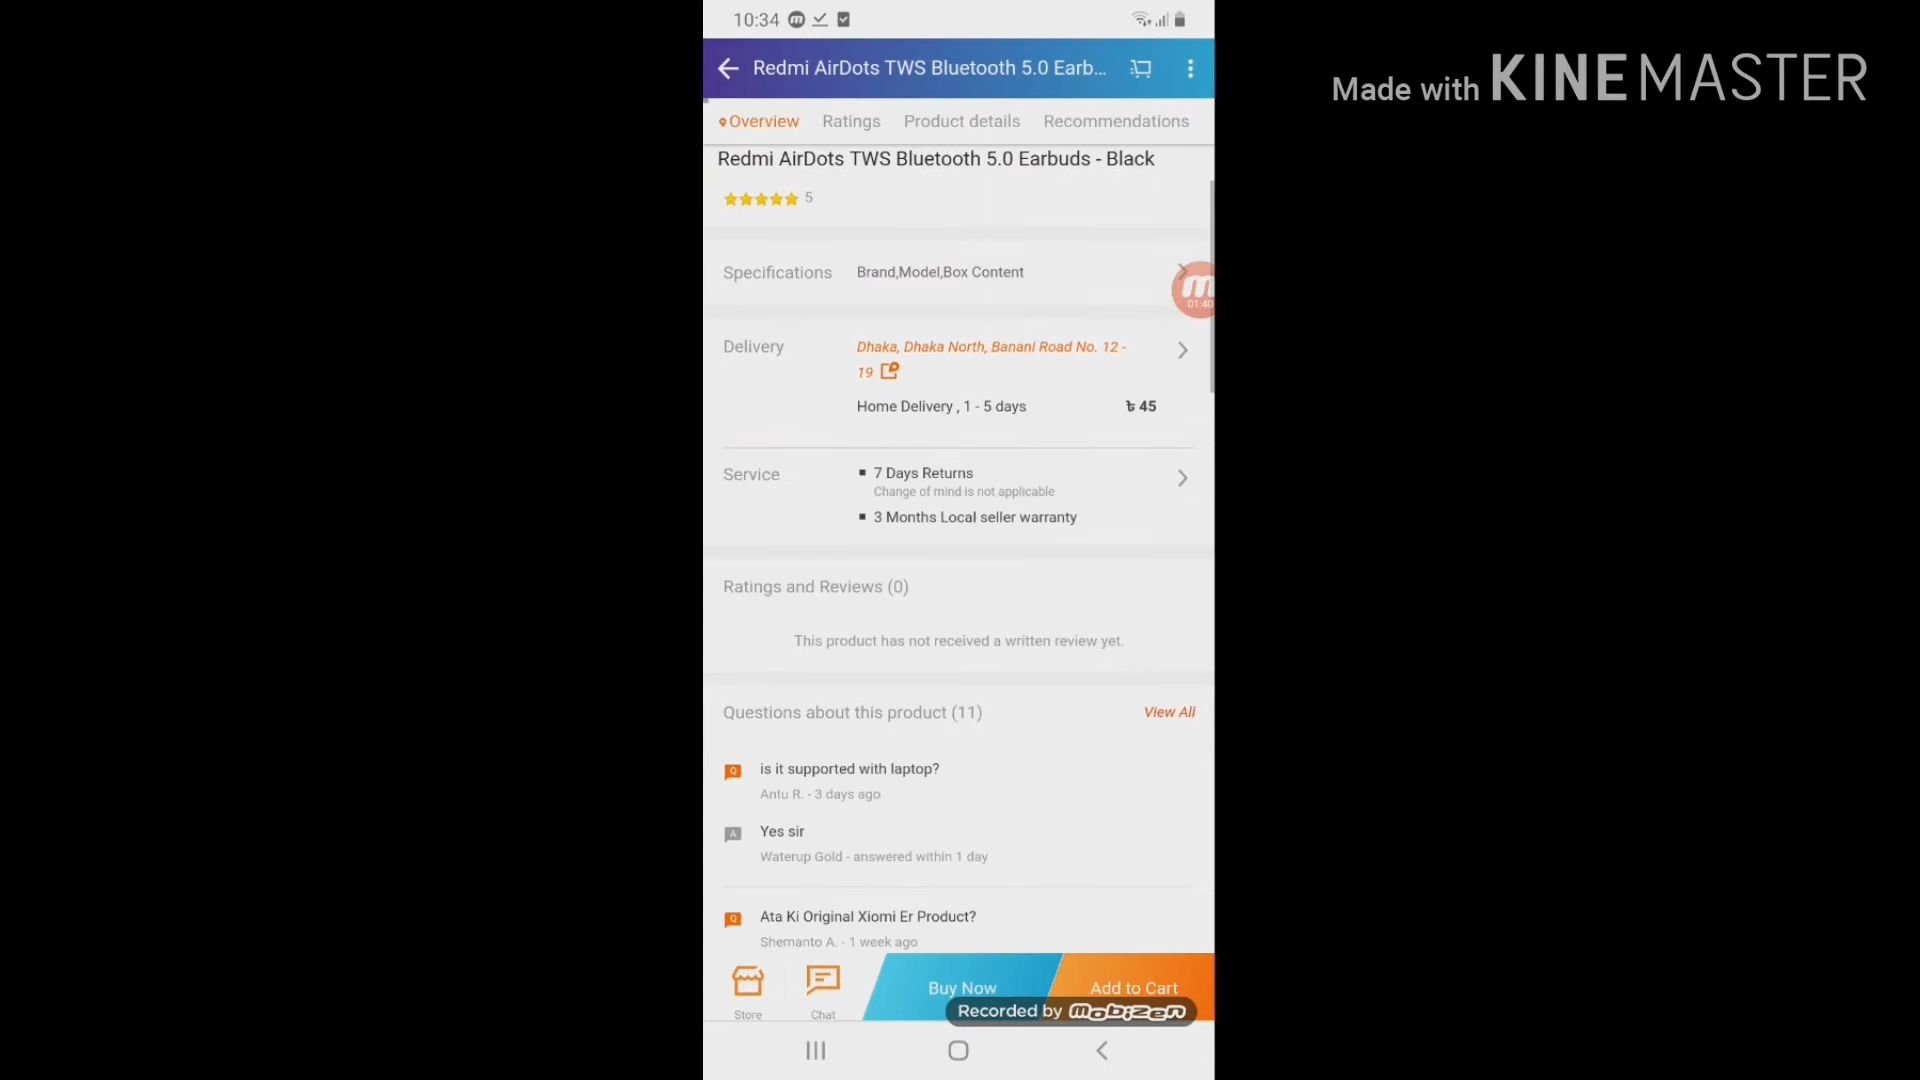 10:34
Made with KINEMASTER
Redmi AirDots TWS Bluetooth 5.0 Earb...
Overview Ratings Product details Recommendations
Redmi AirDots TWS Bluetooth 5.0 Earbuds - Black
5
Specifications Brand,Model,Box Content
01:40
Delivery Dhaka, Dhaka North, Banani Road No. 12 -
19
Home Delivery , 1 - 5 days ৳ 45
Service ▪ 7 Days Returns
Change of mind is not applicable
▪ 3 Months Local seller warranty
Ratings and Reviews (0)
This product has not received a written review yet.
Questions about this product (11) View All
Q is it supported with laptop?
Antu R. - 3 days ago
A Yes sir
Waterup Gold - answered within 1 day
Q Ata Ki Original Xiomi Er Product?
Shemanto A. - 1 week ago
Buy Now Add to Cart
Store Chat
Recorded by mobizen